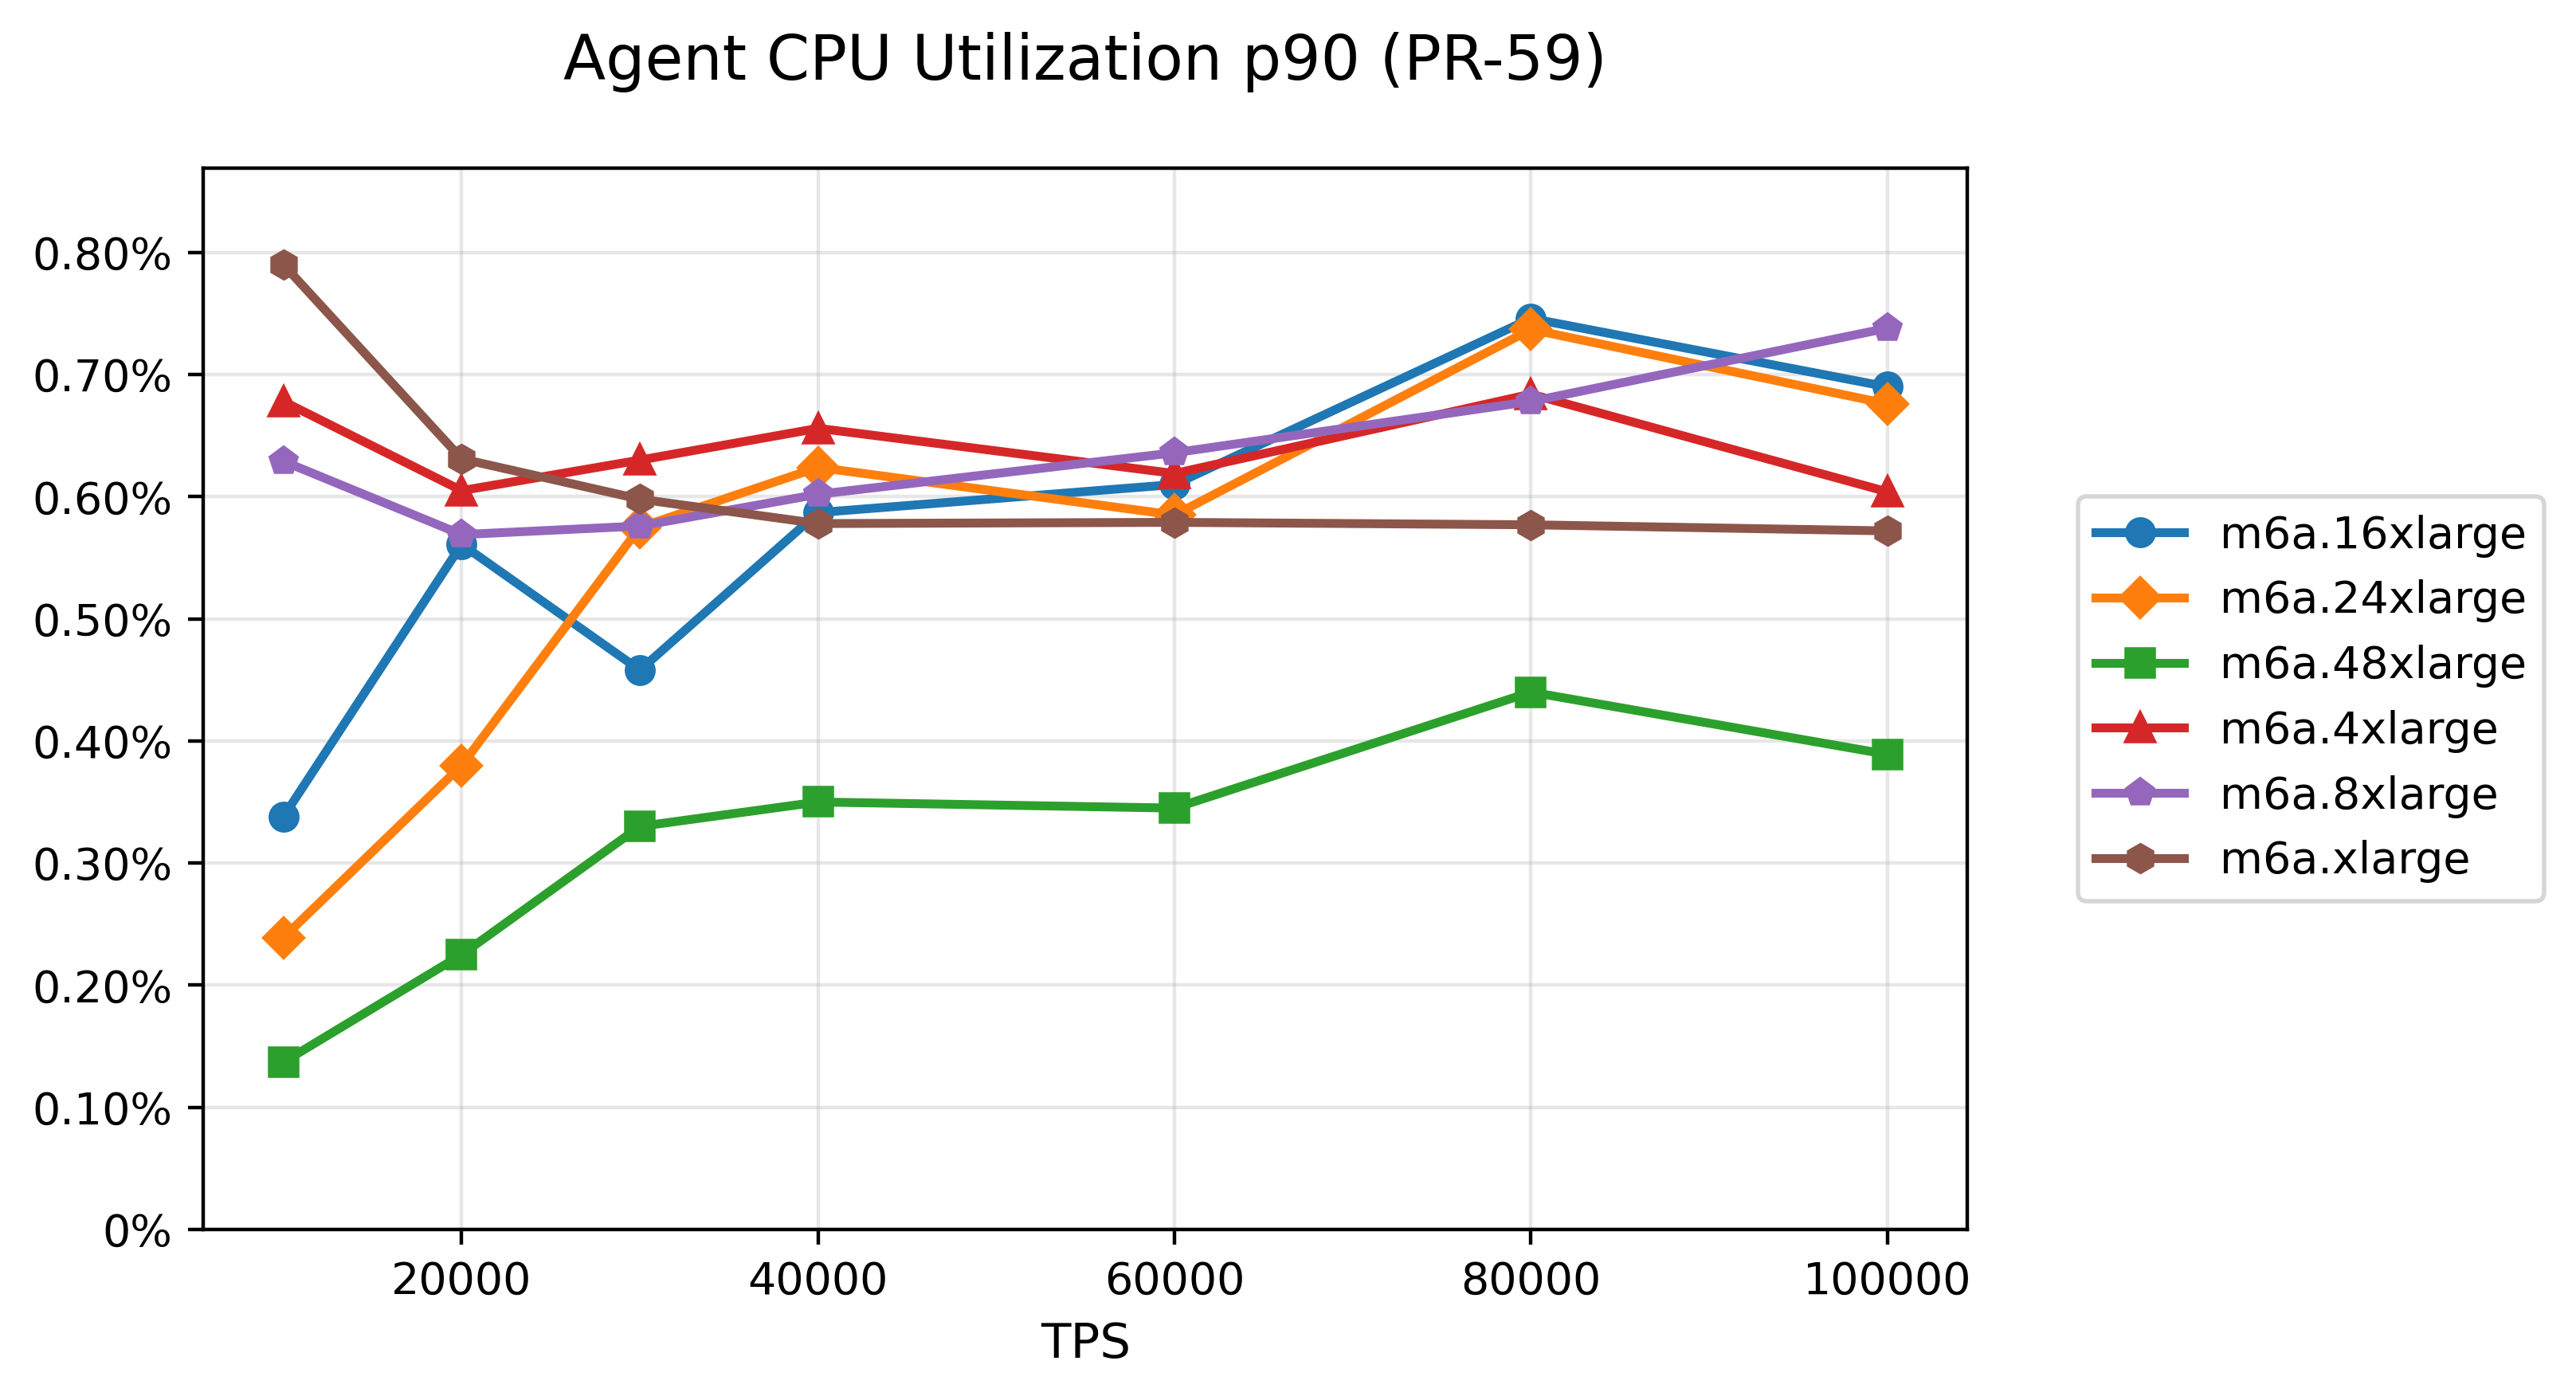 Agent CPU Utilization p90 (PR-59)
0.80%
0.70%
0.60%
0.50%
0.40%
0.30%
0.20%
0.10%
0%
20000 40000 60000 80000 100000
TPS
m6a.16xlarge
m6a.24xlarge
m6a.48xlarge
m6a.4xlarge
m6a.8xlarge
m6a.xlarge